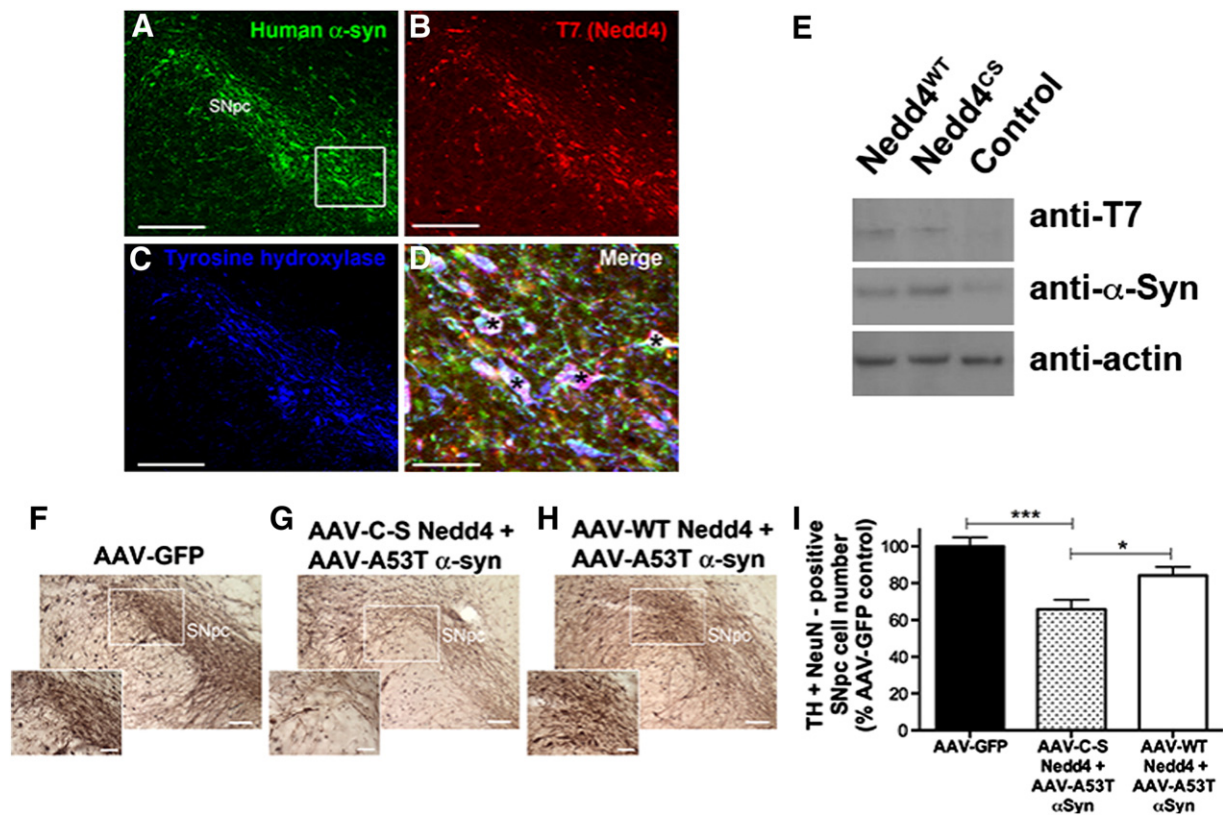 A
Human α-syn
SNpc
B
T7 (Nedd4)
C
Tyrosine hydroxylase
D
Merge
*
*
*
*
E
Nedd4WT
Nedd4CS
Control
anti-T7
anti-α-Syn
anti-actin
F
AAV-GFP
SNpc
G
AAV-C-S Nedd4 +
AAV-A53T α-syn
SNpc
H
AAV-WT Nedd4 +
AAV-A53T α-syn
SNpc
I
***
*
TH + NeuN - positive
SNpc cell number
(% AAV-GFP control)
100
80
60
40
20
0
AAV-GFP
AAV-C-S
Nedd4 +
AAV-A53T
αSyn
AAV-WT
Nedd4 +
AAV-A53T
αSyn